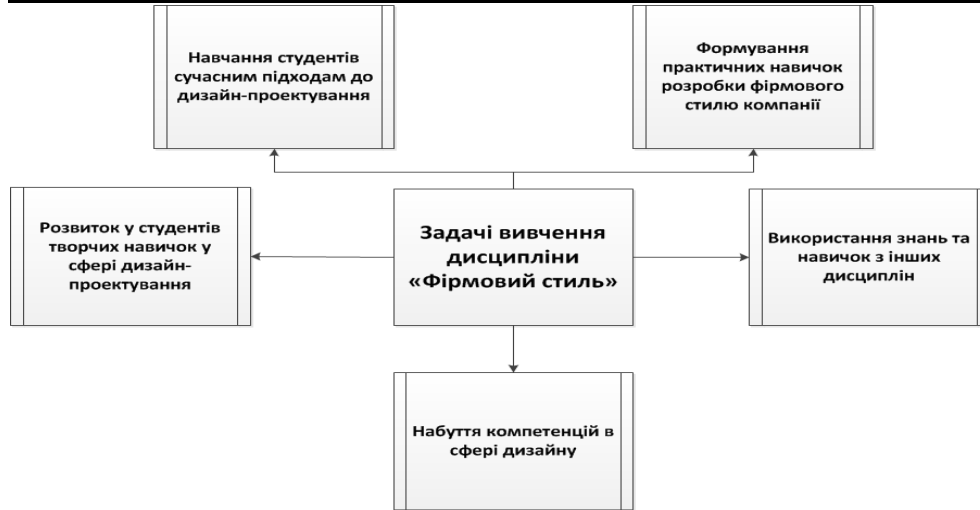 Навчання студентів
сучасним підходам до
дизайн-проектування
Формування
практичних навичок
розробки фірмового
стилю компанії
Розвиток у студентів
творчих навичок у
сфері дизайн-
проектування
Задачі вивчення
дисципліни
«Фірмовий стиль»
Використання знань та
навичок з інших
дисциплін
Набуття компетенцій в
сфері дизайну